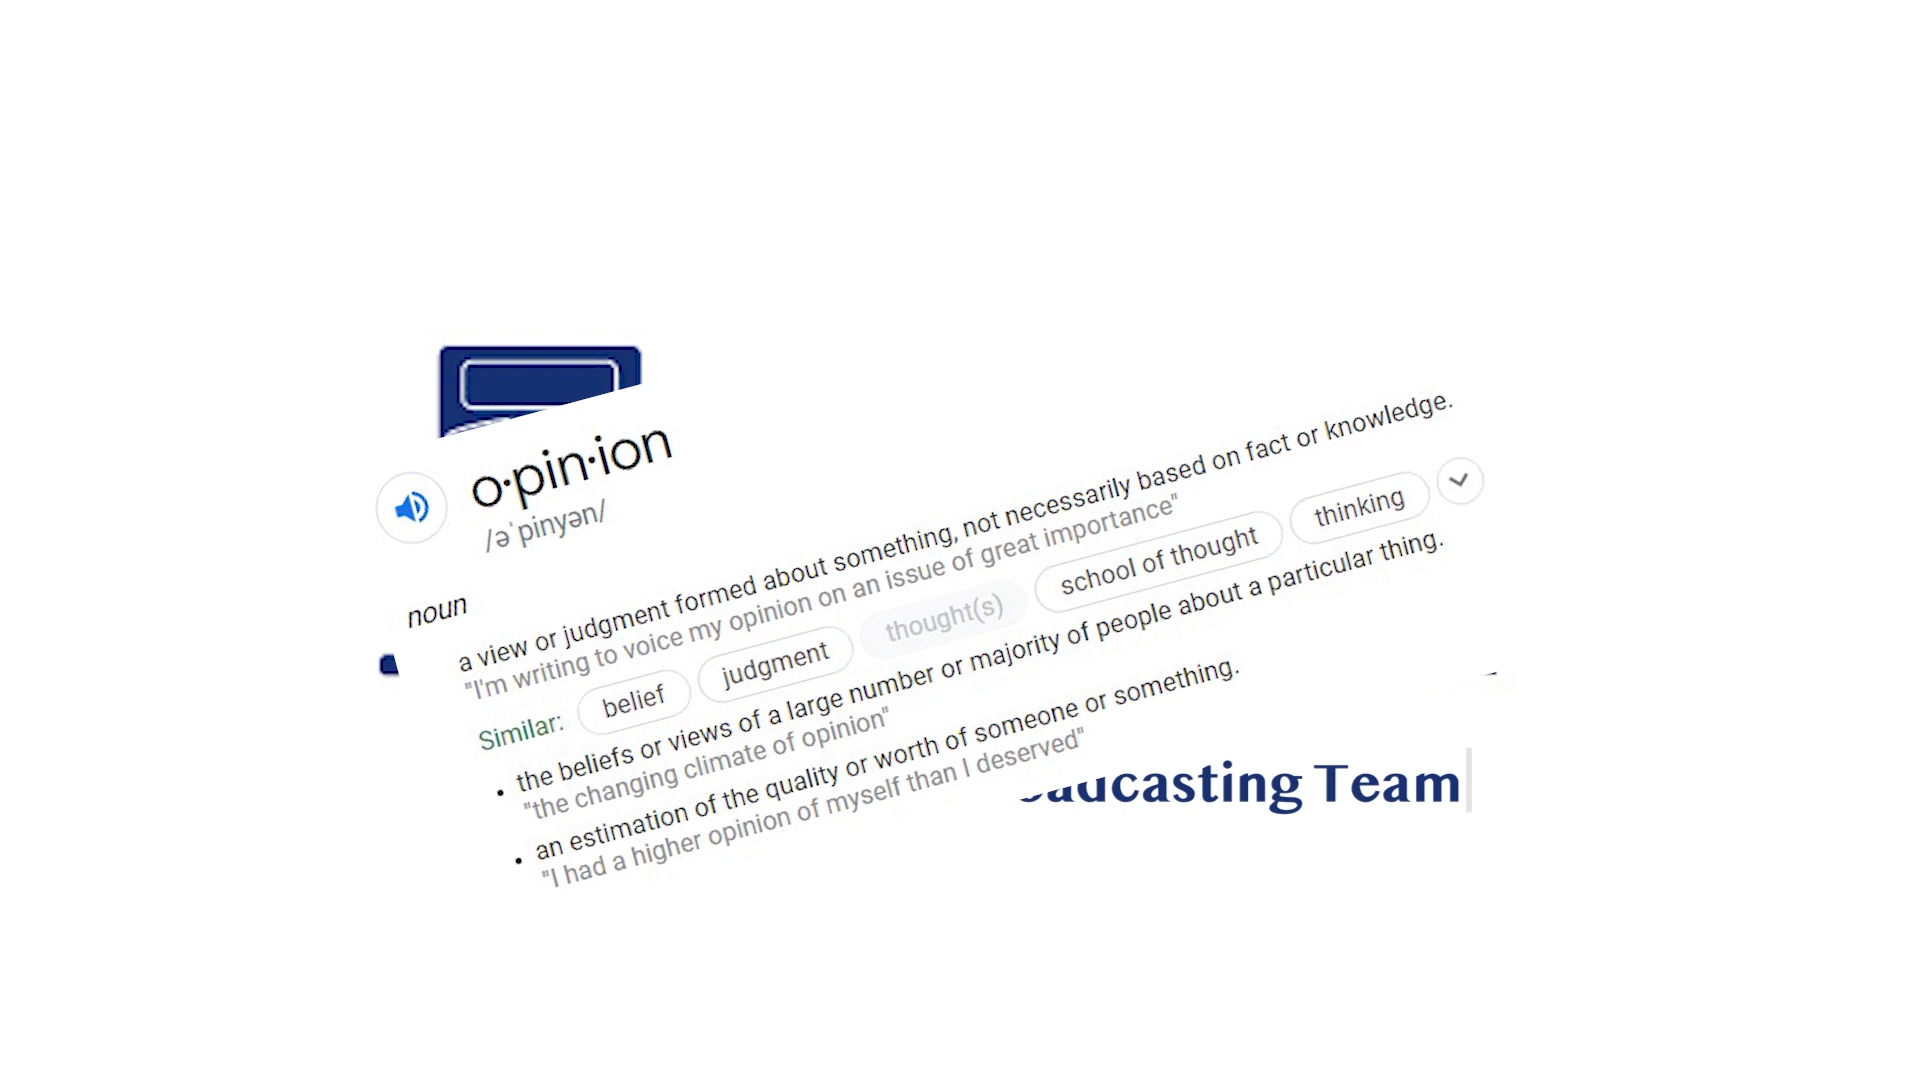 o·pin·ion
/əˈpinyən/
noun
a view or judgment formed about something, not necessarily based on fact or knowledge.
"I'm writing to voice my opinion on an issue of great importance"
Similar: belief judgment thought(s) school of thought thinking
• the beliefs or views of a large number or majority of people about a particular thing.
"the changing climate of opinion"
• an estimation of the quality or worth of someone or something.
"I had a higher opinion of myself than I deserved"
Team